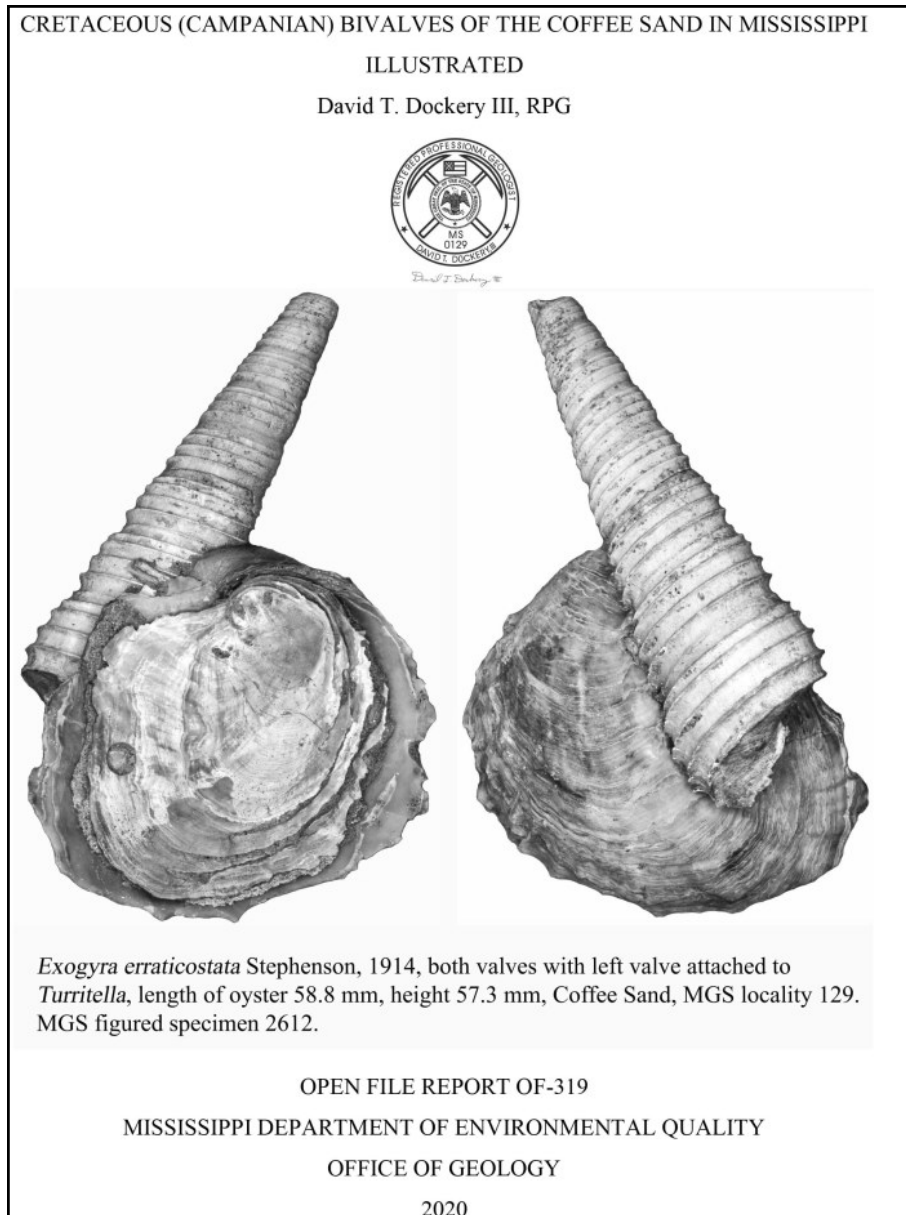 CRETACEOUS (CAMPANIAN) BIVALVES OF THE COFFEE SAND IN MISSISSIPPI
ILLUSTRATED
David T. Dockery III, RPG
REGISTERED PROFESSIONAL GEOLOGIST
MS
0129
DAVID T. DOCKERY III
Exogyra erraticostata Stephenson, 1914, both valves with left valve attached to
Turritella, length of oyster 58.8 mm, height 57.3 mm, Coffee Sand, MGS locality 129.
MGS figured specimen 2612.
OPEN FILE REPORT OF-319
MISSISSIPPI DEPARTMENT OF ENVIRONMENTAL QUALITY
OFFICE OF GEOLOGY
2020